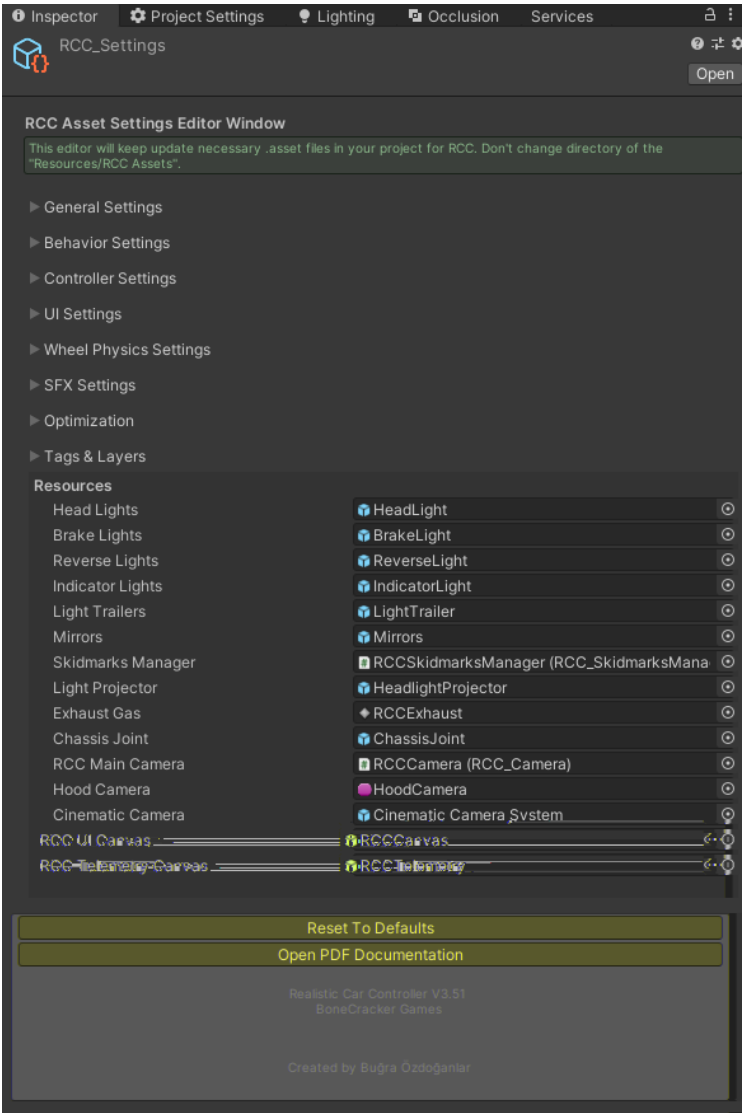 Inspector Project Settings Lighting Occlusion Services
RCC_Settings
Open
RCC Asset Settings Editor Window
This editor will keep update necessary .asset files in your project for RCC. Don't change directory of the
"Resources/RCC Assets".
General Settings
Behavior Settings
Controller Settings
UI Settings
Wheel Physics Settings
SFX Settings
Optimization
Tags & Layers
Resources
Head Lights HeadLight
Brake Lights BrakeLight
Reverse Lights ReverseLight
Indicator Lights IndicatorLight
Light Trailers LightTrailer
Mirrors Mirrors
Skidmarks Manager RCCSkidmarksManager (RCC_SkidmarksMana
Light Projector HeadlightProjector
Exhaust Gas RCCExhaust
Chassis Joint ChassisJoint
RCC Main Camera RCCCamera (RCC_Camera)
Hood Camera HoodCamera
Cinematic Camera Cinematic Camera System
RCC UI Canvas RCCCanvas
RCC Telemetry Canvas RCCTelemetry
Reset To Defaults
Open PDF Documentation
Realistic Car Controller V3.51
BoneCracker Games
Created by Buğra Özdoğanlar